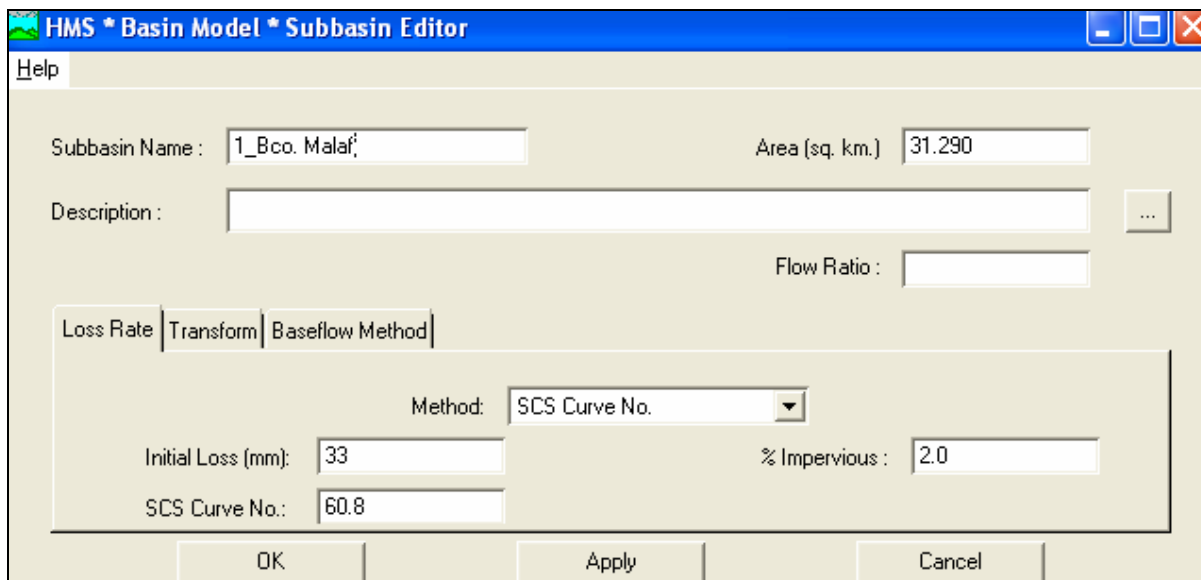 HMS * Basin Model * Subbasin Editor
Help
Subbasin Name : 1_Bco. Malaf Area (sq. km.) 31.290
Description : ...
Flow Ratio :
Loss Rate Transform Baseflow Method
Method: SCS Curve No.
Initial Loss (mm): 33 % Impervious : 2.0
SCS Curve No.: 60.8
OK Apply Cancel